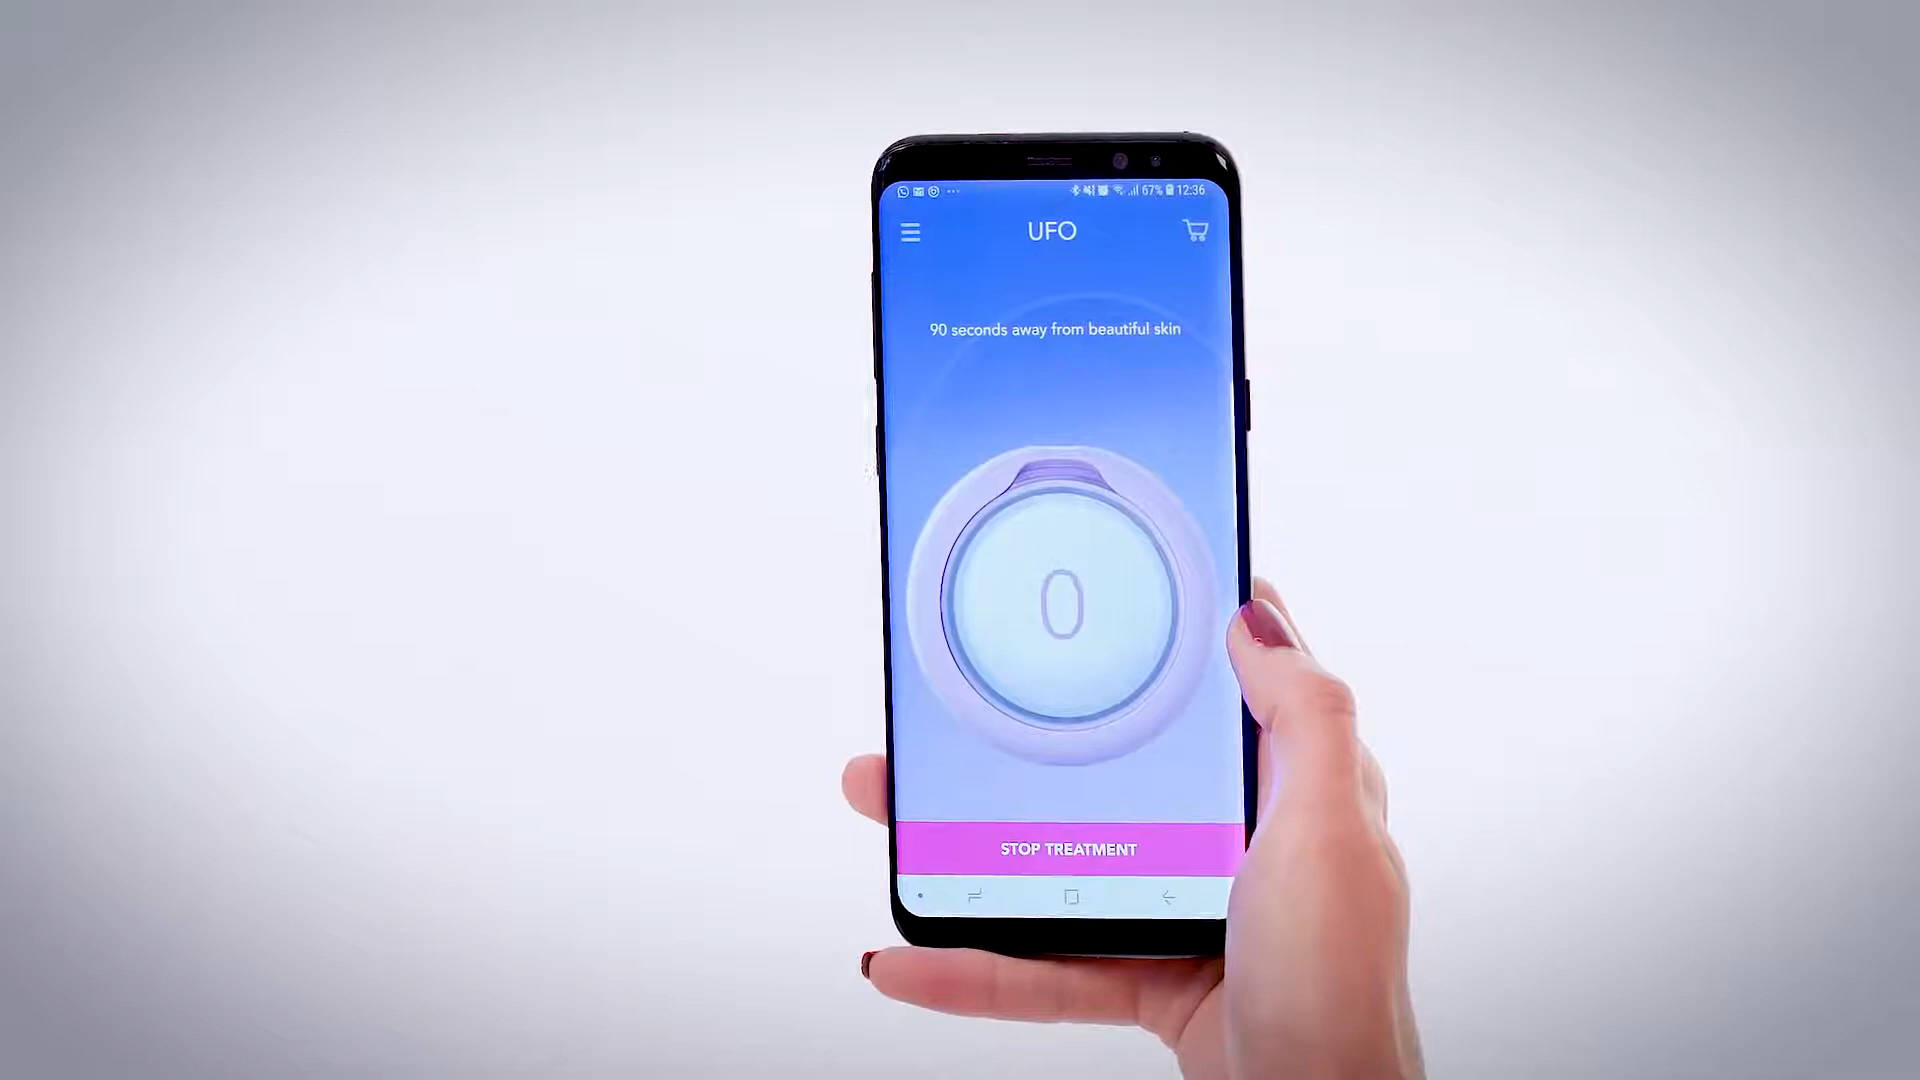 67% 12:36
UFO
90 seconds away from beautiful skin
0
STOP TREATMENT